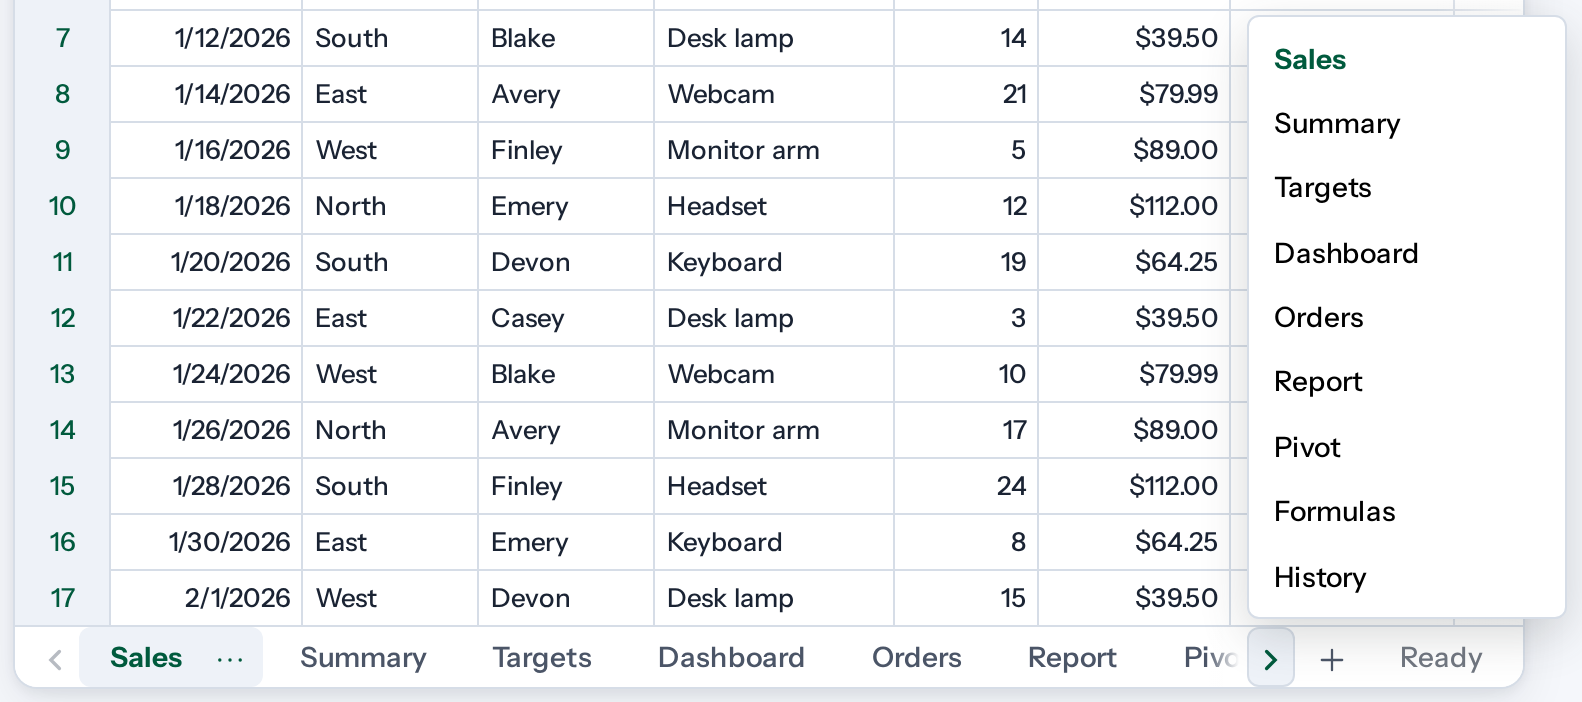 7 1/12/2026 South Blake Desk lamp 14 $39.50
8 1/14/2026 East Avery Webcam 21 $79.99
9 1/16/2026 West Finley Monitor arm 5 $89.00
10 1/18/2026 North Emery Headset 12 $112.00
11 1/20/2026 South Devon Keyboard 19 $64.25
12 1/22/2026 East Casey Desk lamp 3 $39.50
13 1/24/2026 West Blake Webcam 10 $79.99
14 1/26/2026 North Avery Monitor arm 17 $89.00
15 1/28/2026 South Finley Headset 24 $112.00
16 1/30/2026 East Emery Keyboard 8 $64.25
17 2/1/2026 West Devon Desk lamp 15 $39.50
Sales
Summary
Targets
Dashboard
Orders
Report
Pivot
Formulas
History
Sales ... Summary Targets Dashboard Orders Report Pivo + Ready